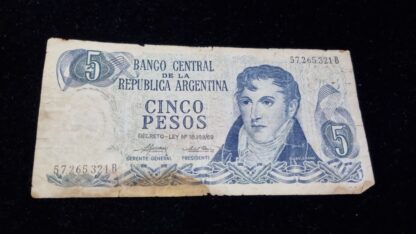 5
BANCO CENTRAL
DE LA
REPUBLICA ARGENTINA
57.265.321 B
CINCO
PESOS
DECRETO - LEY Nº 18.188/69
GERENTE GENERAL
PRESIDENTE
57.265.321 B
5